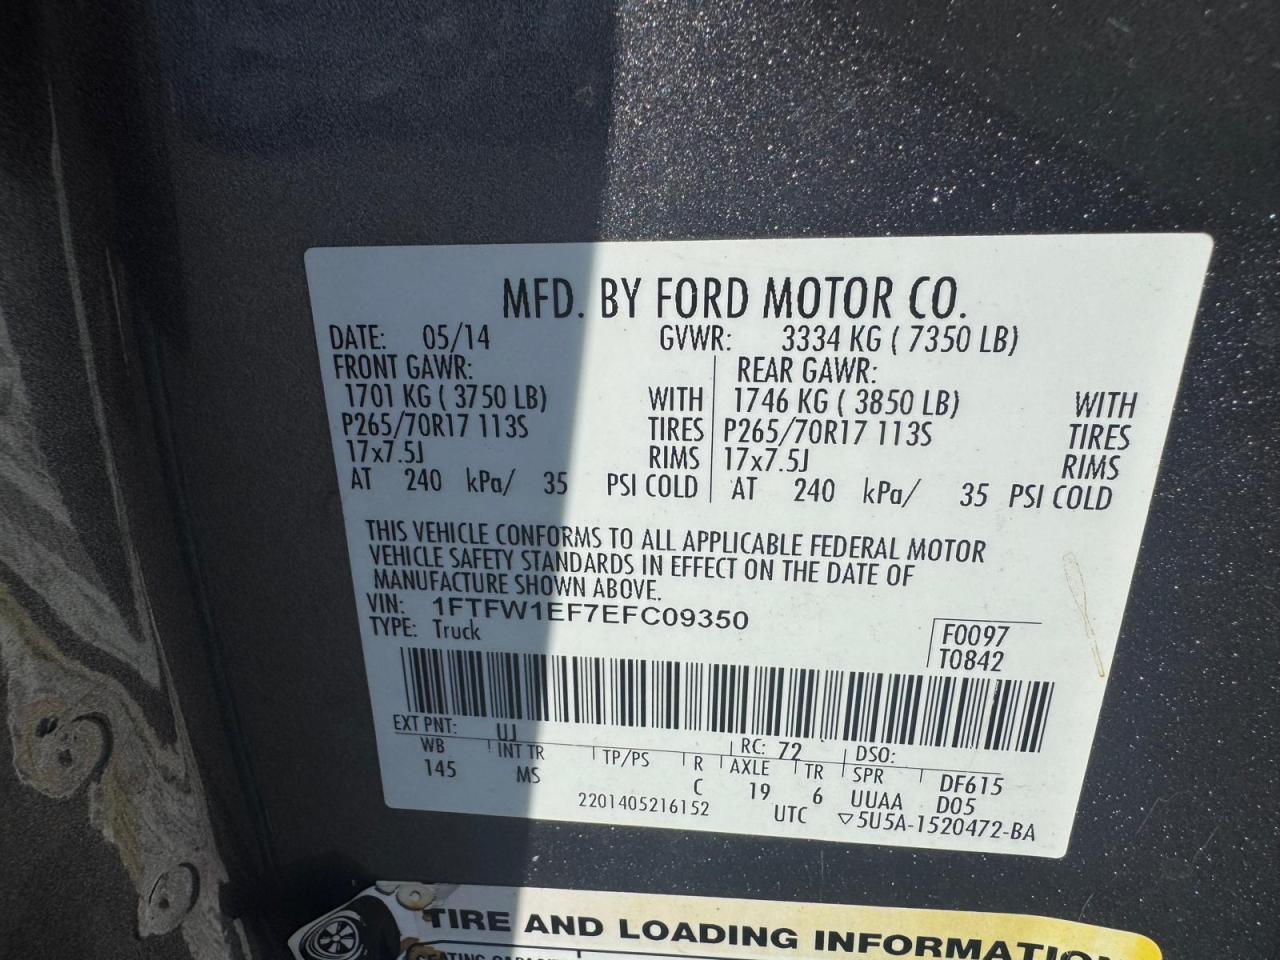 MFD. BY FORD MOTOR CO.
DATE: 05/14 GVWR: 3334 KG ( 7350 LB)
FRONT GAWR: REAR GAWR:
1701 KG ( 3750 LB) WITH 1746 KG ( 3850 LB) WITH
P265/70R17 113S TIRES P265/70R17 113S TIRES
17x7.5J RIMS 17x7.5J RIMS
AT 240 kPa/ 35 PSI COLD AT 240 kPa/ 35 PSI COLD
THIS VEHICLE CONFORMS TO ALL APPLICABLE FEDERAL MOTOR
VEHICLE SAFETY STANDARDS IN EFFECT ON THE DATE OF
MANUFACTURE SHOWN ABOVE.
VIN: 1FTFW1EF7EFC09350
TYPE: Truck
F0097
T0842
EXT PNT: UJ RC: 72 DSO:
WB INT TR TP/PS R AXLE TR SPR DF615
145 MS C 19 6 UUAA D05
2201405216152 UTC ▽5U5A-1520472-BA
TIRE AND LOADING INFORMATION
SEATING CAPACITY